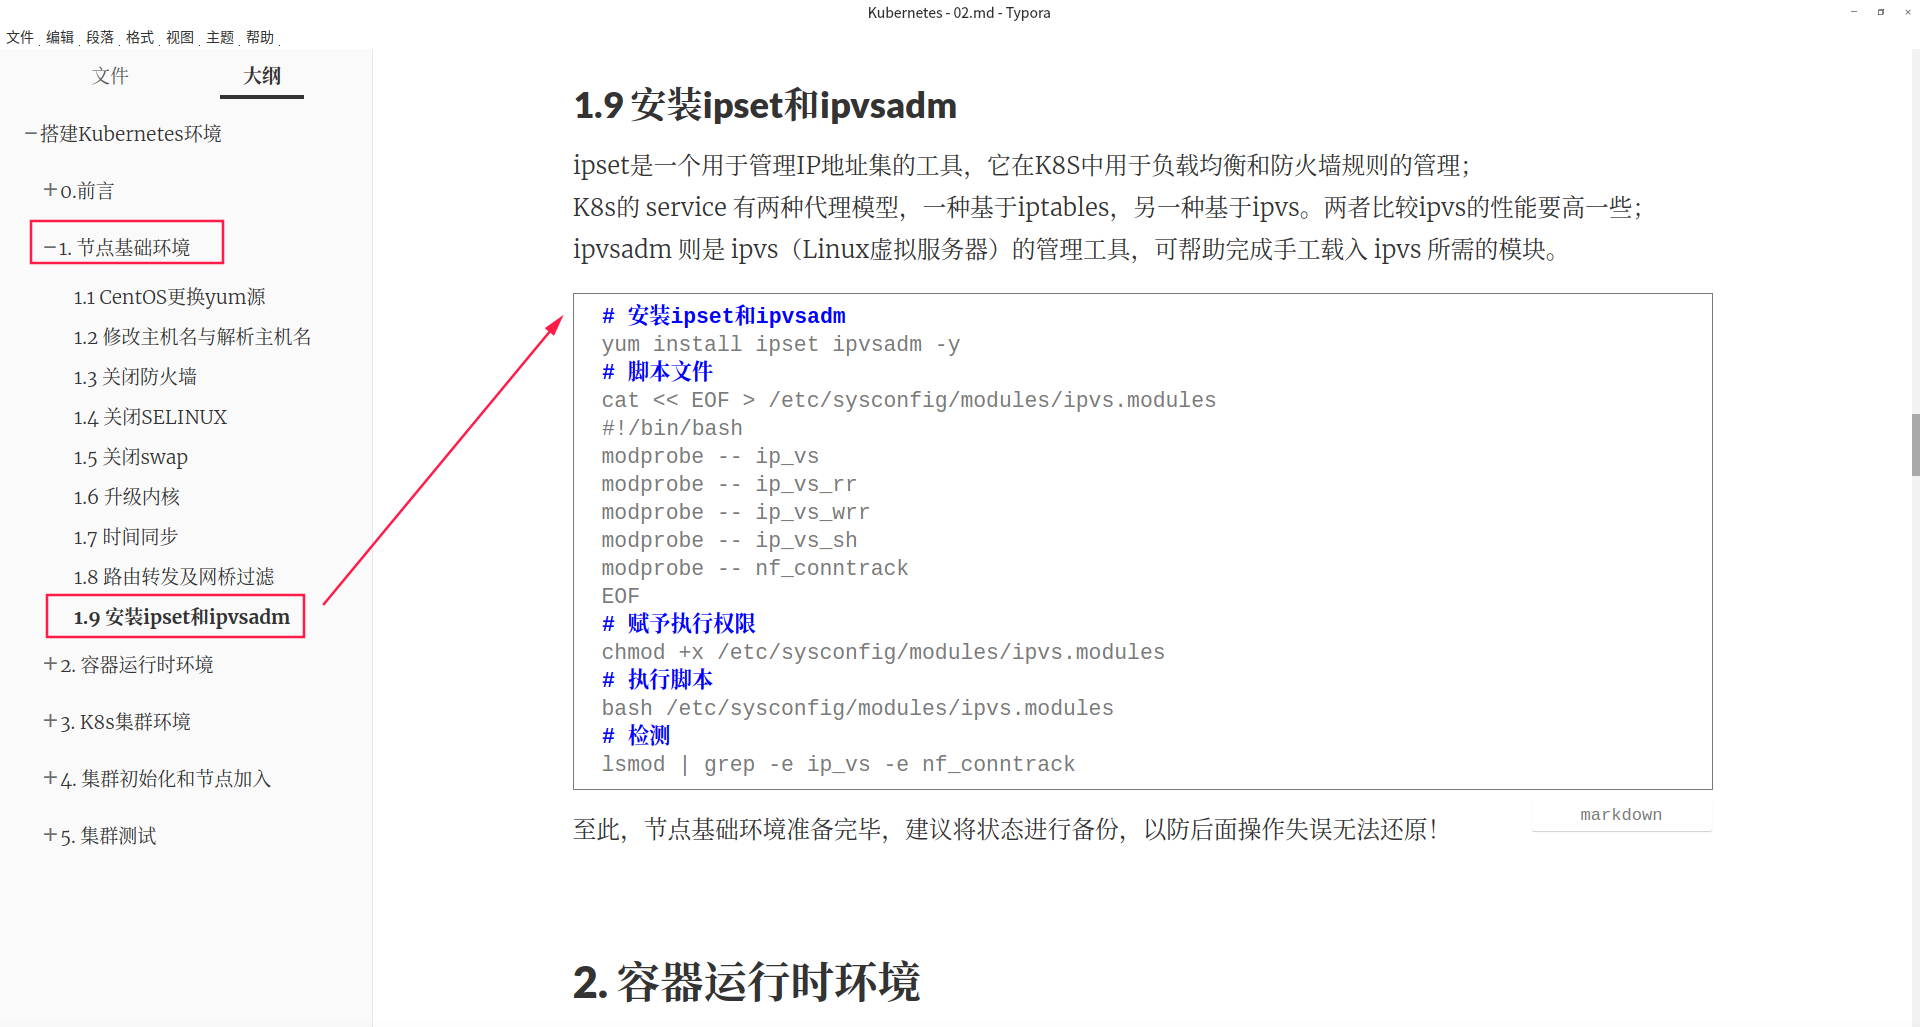 Kubernetes - 02.md - Typora
文件 编辑 段落 格式 视图 主题 帮助
文件 大纲
搭建Kubernetes环境
0.前言
1. 节点基础环境
1.1 CentOS更换yum源
1.2 修改主机名与解析主机名
1.3 关闭防火墙
1.4 关闭SELINUX
1.5 关闭swap
1.6 升级内核
1.7 时间同步
1.8 路由转发及网桥过滤
1.9 安装ipset和ipvsadm
2. 容器运行时环境
3. K8s集群环境
4. 集群初始化和节点加入
5. 集群测试
1.9 安装ipset和ipvsadm
ipset是一个用于管理IP地址集的工具，它在K8S中用于负载均衡和防火墙规则的管理；
K8s的 service 有两种代理模型，一种基于iptables，另一种基于ipvs。两者比较ipvs的性能要高一些；
ipvsadm 则是 ipvs（Linux虚拟服务器）的管理工具，可帮助完成手工载入 ipvs 所需的模块。
# 安装ipset和ipvsadm
yum install ipset ipvsadm -y
# 脚本文件
cat << EOF > /etc/sysconfig/modules/ipvs.modules
#!/bin/bash
modprobe -- ip_vs
modprobe -- ip_vs_rr
modprobe -- ip_vs_wrr
modprobe -- ip_vs_sh
modprobe -- nf_conntrack
EOF
# 赋予执行权限
chmod +x /etc/sysconfig/modules/ipvs.modules
# 执行脚本
bash /etc/sysconfig/modules/ipvs.modules
# 检测
lsmod | grep -e ip_vs -e nf_conntrack
markdown
至此，节点基础环境准备完毕，建议将状态进行备份，以防后面操作失误无法还原！
2. 容器运行时环境